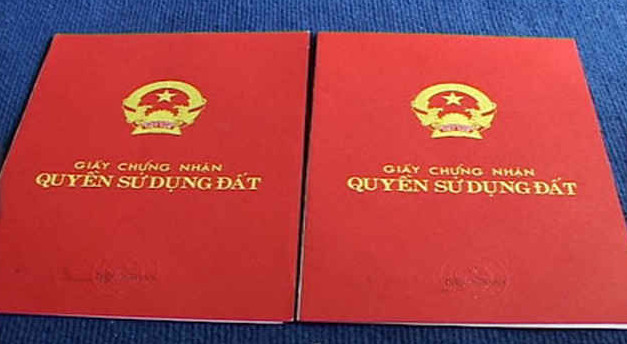 GIẤY CHỨNG NHẬN
QUYỀN SỬ DỤNG ĐẤT
GIẤY CHỨNG NHẬN
QUYỀN SỬ DỤNG ĐẤT